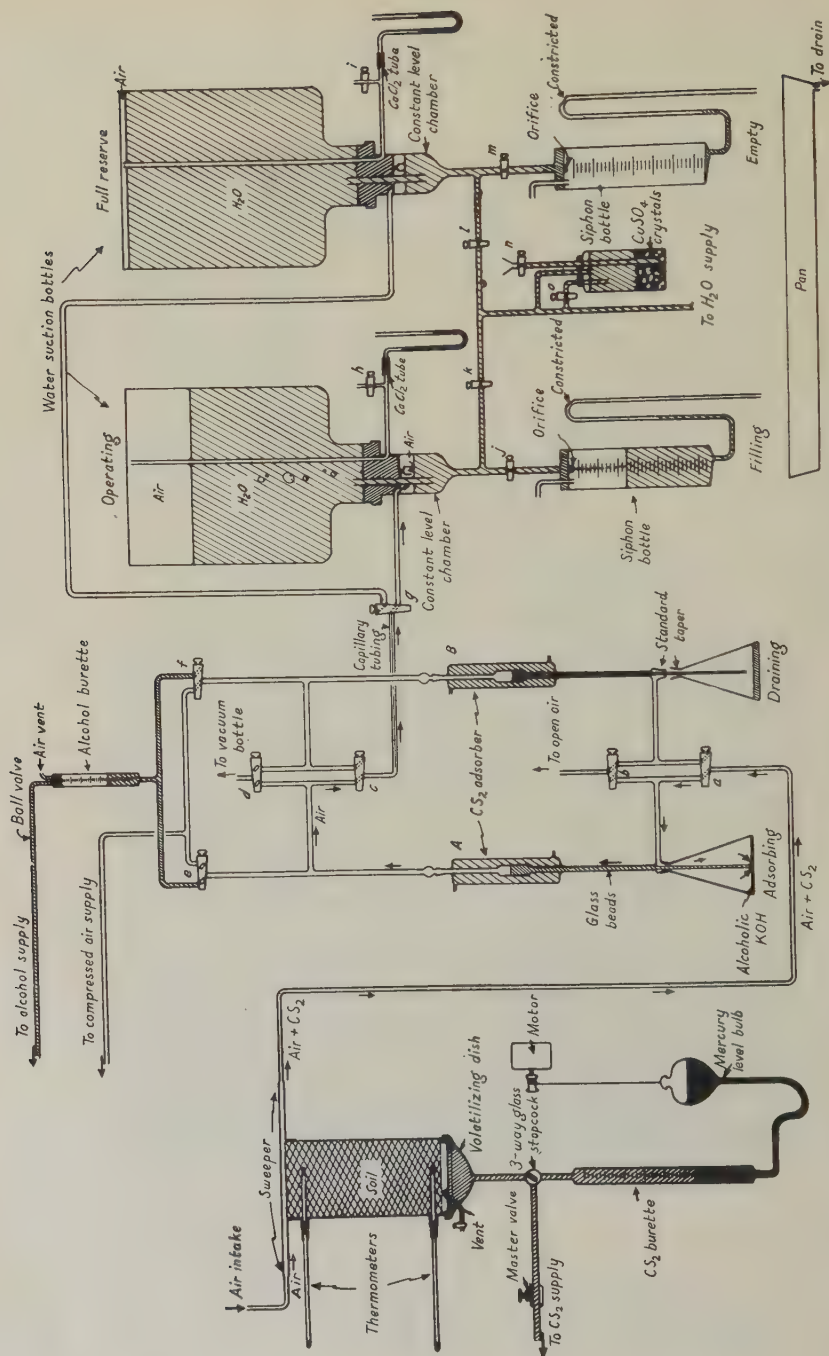 Air intake
Sweeper
Air
Thermometers
Soil
Vent
Volatilizing dish
Master valve
3-way glass
stopcock
Motor
To CS2 supply
Mercury
level bulb
CS2 burette
Air + CS2
Air + CS2
To alcohol supply
Ball valve
Air vent
Alcohol burette
To compressed air supply
e
f
To vacuum
bottle
d
c
Air
A
B
CS2 adsorber
Glass
beads
Alcoholic
KOH
Adsorbing
To open air
b
a
Standard
taper
Draining
Capillary
tubing
g
Water suction bottles
Operating
Air
H2O
h
CaCl2 tube
Air
Constant level
chamber
j
k
Orifice
Constricted
Siphon
bottle
Filling
Full reserve
Air
H2O
i
CaCl2 tube
Constant level
chamber
l
m
n
o
Siphon
bottle
CuSO4
crystals
To H2O supply
Orifice
Constricted
Empty
Pan
To drain